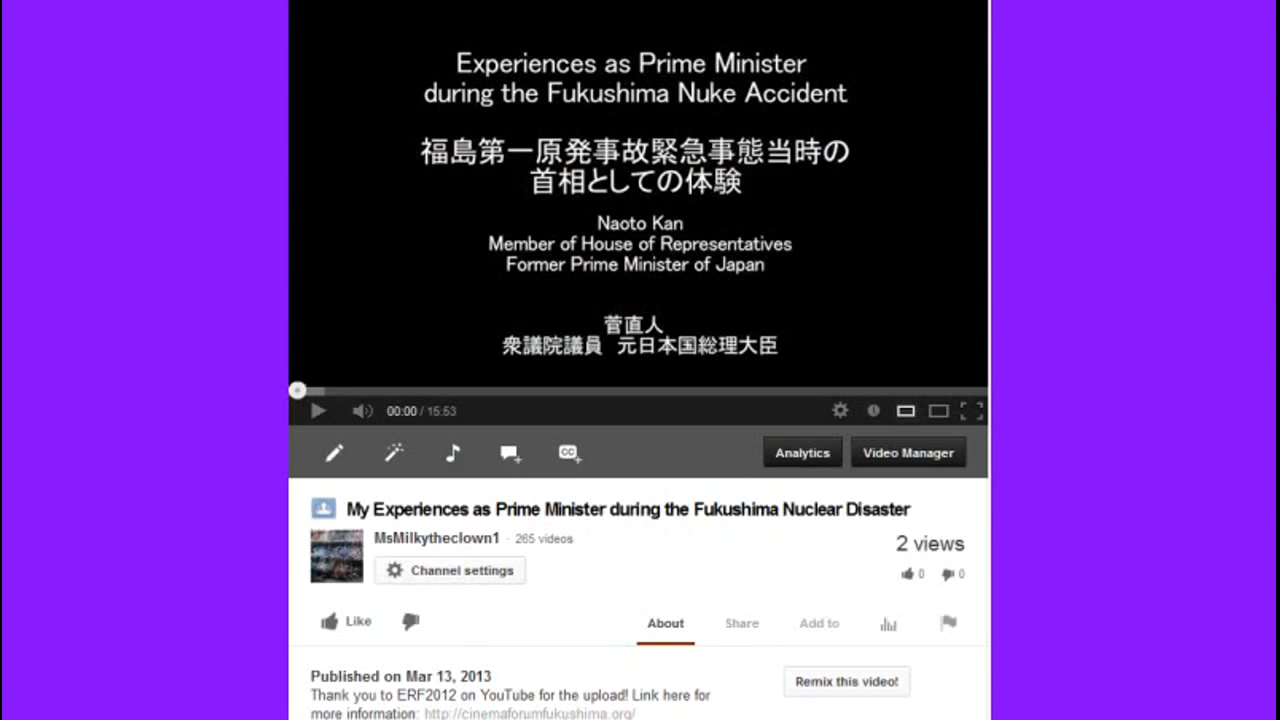 Experiences as Prime Minister
during the Fukushima Nuke Accident
福島第一原発事故緊急事態当時の
首相としての体験
Naoto Kan
Member of House of Representatives
Former Prime Minister of Japan
菅直人
衆議院議員 元日本国総理大臣
00:00 / 15:53
CC
Analytics
Video Manager
My Experiences as Prime Minister during the Fukushima Nuclear Disaster
MsMilkytheclown1 · 265 videos
2 views
Channel settings
0 0
Like
About Share Add to
Published on Mar 13, 2013
Remix this video!
Thank you to ERF2012 on YouTube for the upload! Link here for
more information: http://cinemaforumfukushima.org/